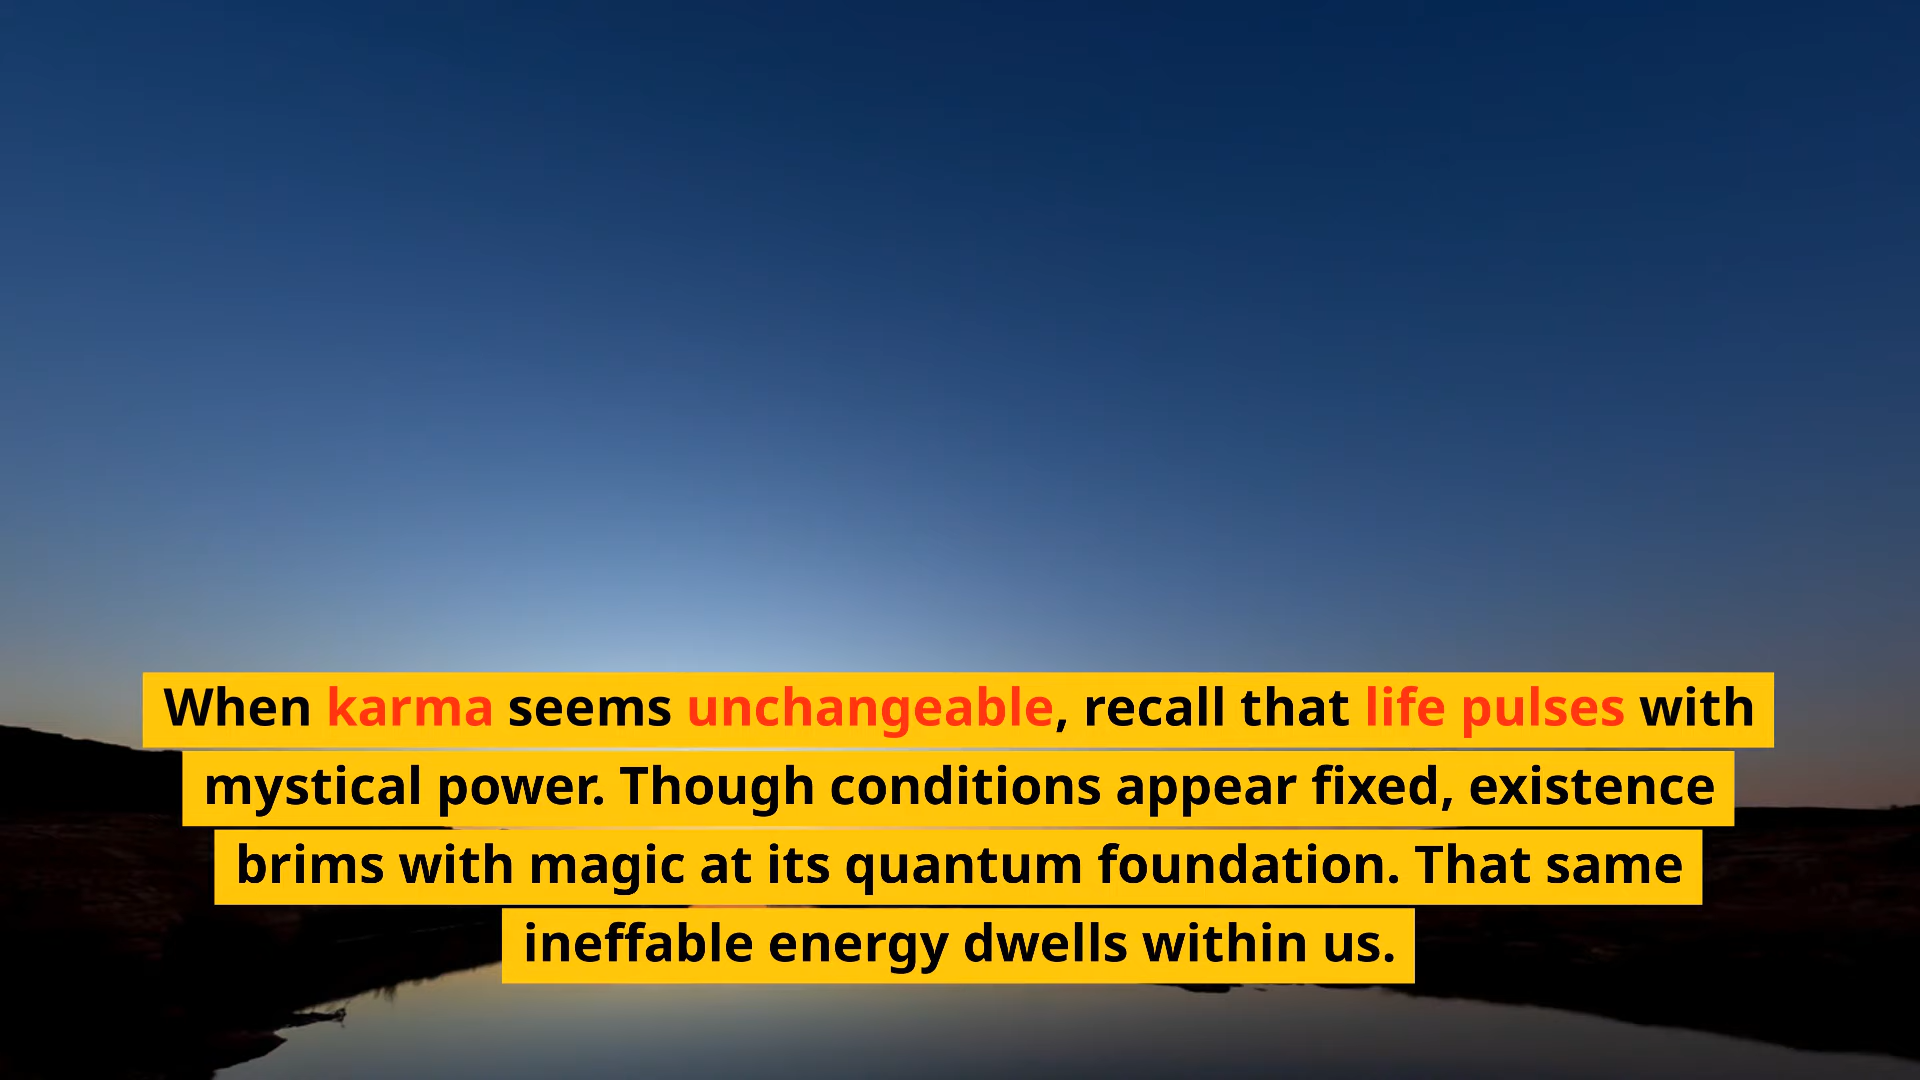 When karma seems unchangeable, recall that life pulses with
mystical power. Though conditions appear fixed, existence
brims with magic at its quantum foundation. That same
ineffable energy dwells within us.